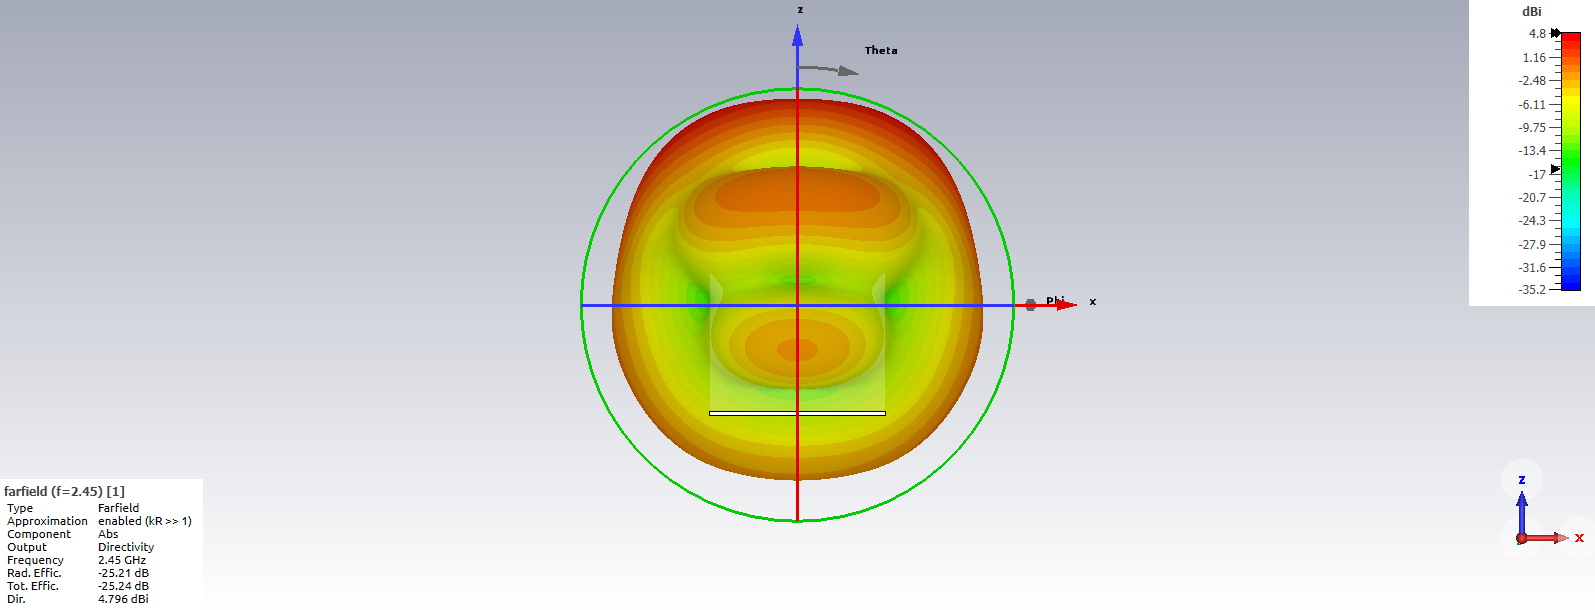 z
Theta
Phi
x
dBi
4.8
1.16
-2.48
-6.11
-9.75
-13.4
-17
-20.7
-24.3
-27.9
-31.6
-35.2
farfield (f=2.45) [1]
Type Farfield
Approximation enabled (kR >> 1)
Component Abs
Output Directivity
Frequency 2.45 GHz
Rad. Effic. -25.21 dB
Tot. Effic. -25.24 dB
Dir. 4.796 dBi
z
x